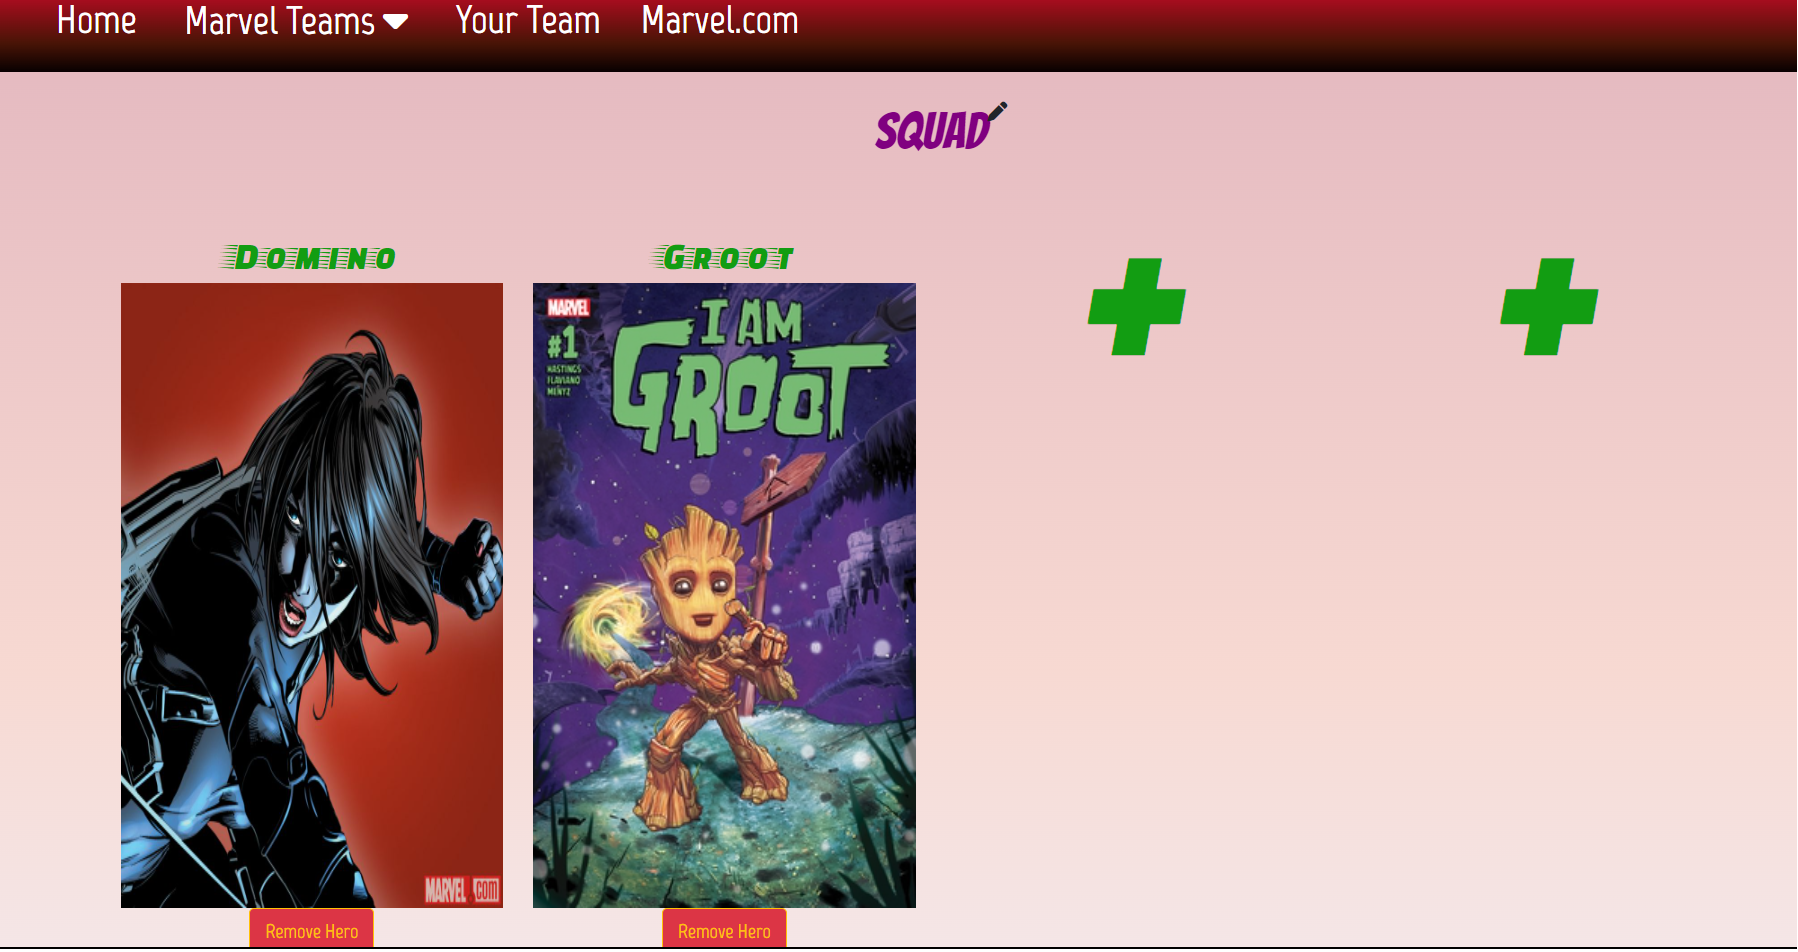 Home Marvel Teams Your Team Marvel.com
SQUAD
Domino
Groot
MARVEL
#1
HASTINGS
FLAVIANO
MENYZ
I AM
GROOT
MARVEL.com
Remove Hero
Remove Hero